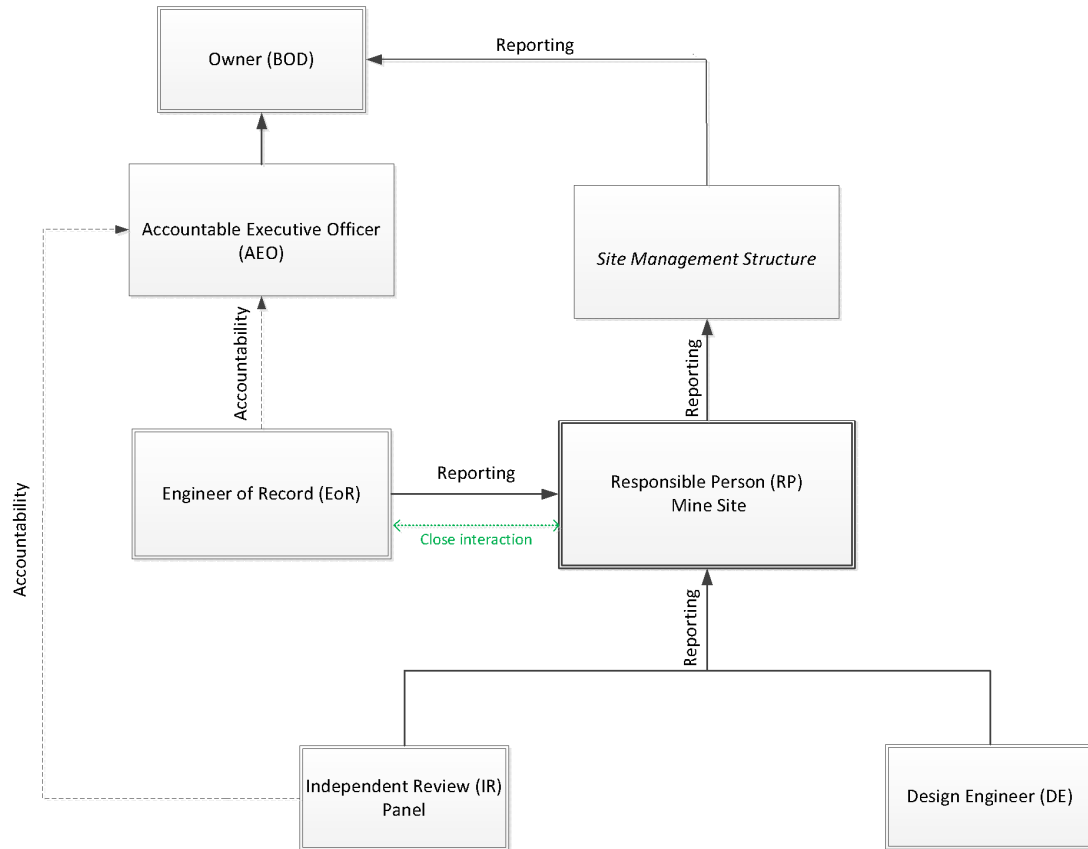 Reporting
Owner (BOD)
Accountable Executive Officer
(AEO)
Site Management Structure
Accountability
Reporting
Engineer of Record (EoR)
Reporting
Responsible Person (RP)
Mine Site
Close interaction
Accountability
Reporting
Independent Review (IR)
Panel
Design Engineer (DE)